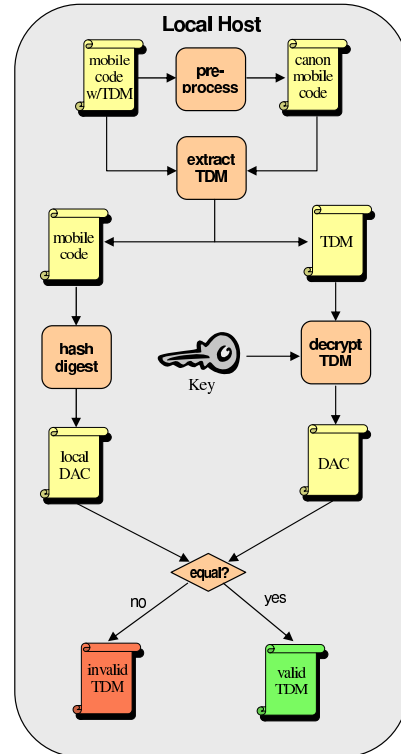 Local Host
mobile
code
w/TDM
pre-
process
canon
mobile
code
extract
TDM
mobile
code
TDM
hash
digest
Key
decrypt
TDM
local
DAC
DAC
equal?
no
yes
invalid
TDM
valid
TDM